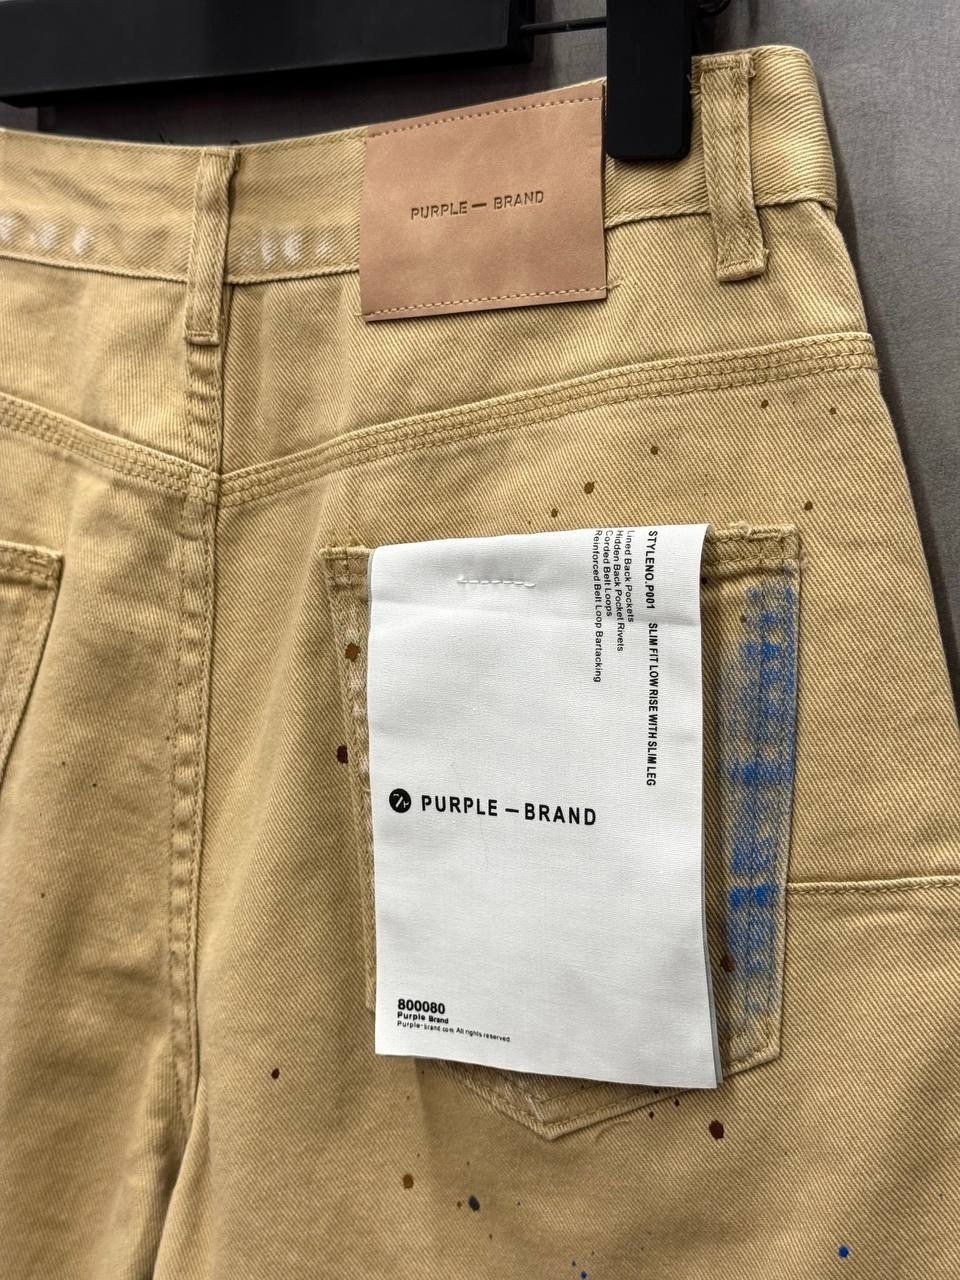 PURPLE — BRAND
STYLENO.P001 SLIM FIT LOW RISE WITH SLIM LEG
Lined Back Pockets
Hidden Back Pocket Rivets
Corded Belt Loops
Reinforced Belt Loop Bartacking
PURPLE — BRAND
800080
Purple Brand
Purple-brand.com All rights reserved.